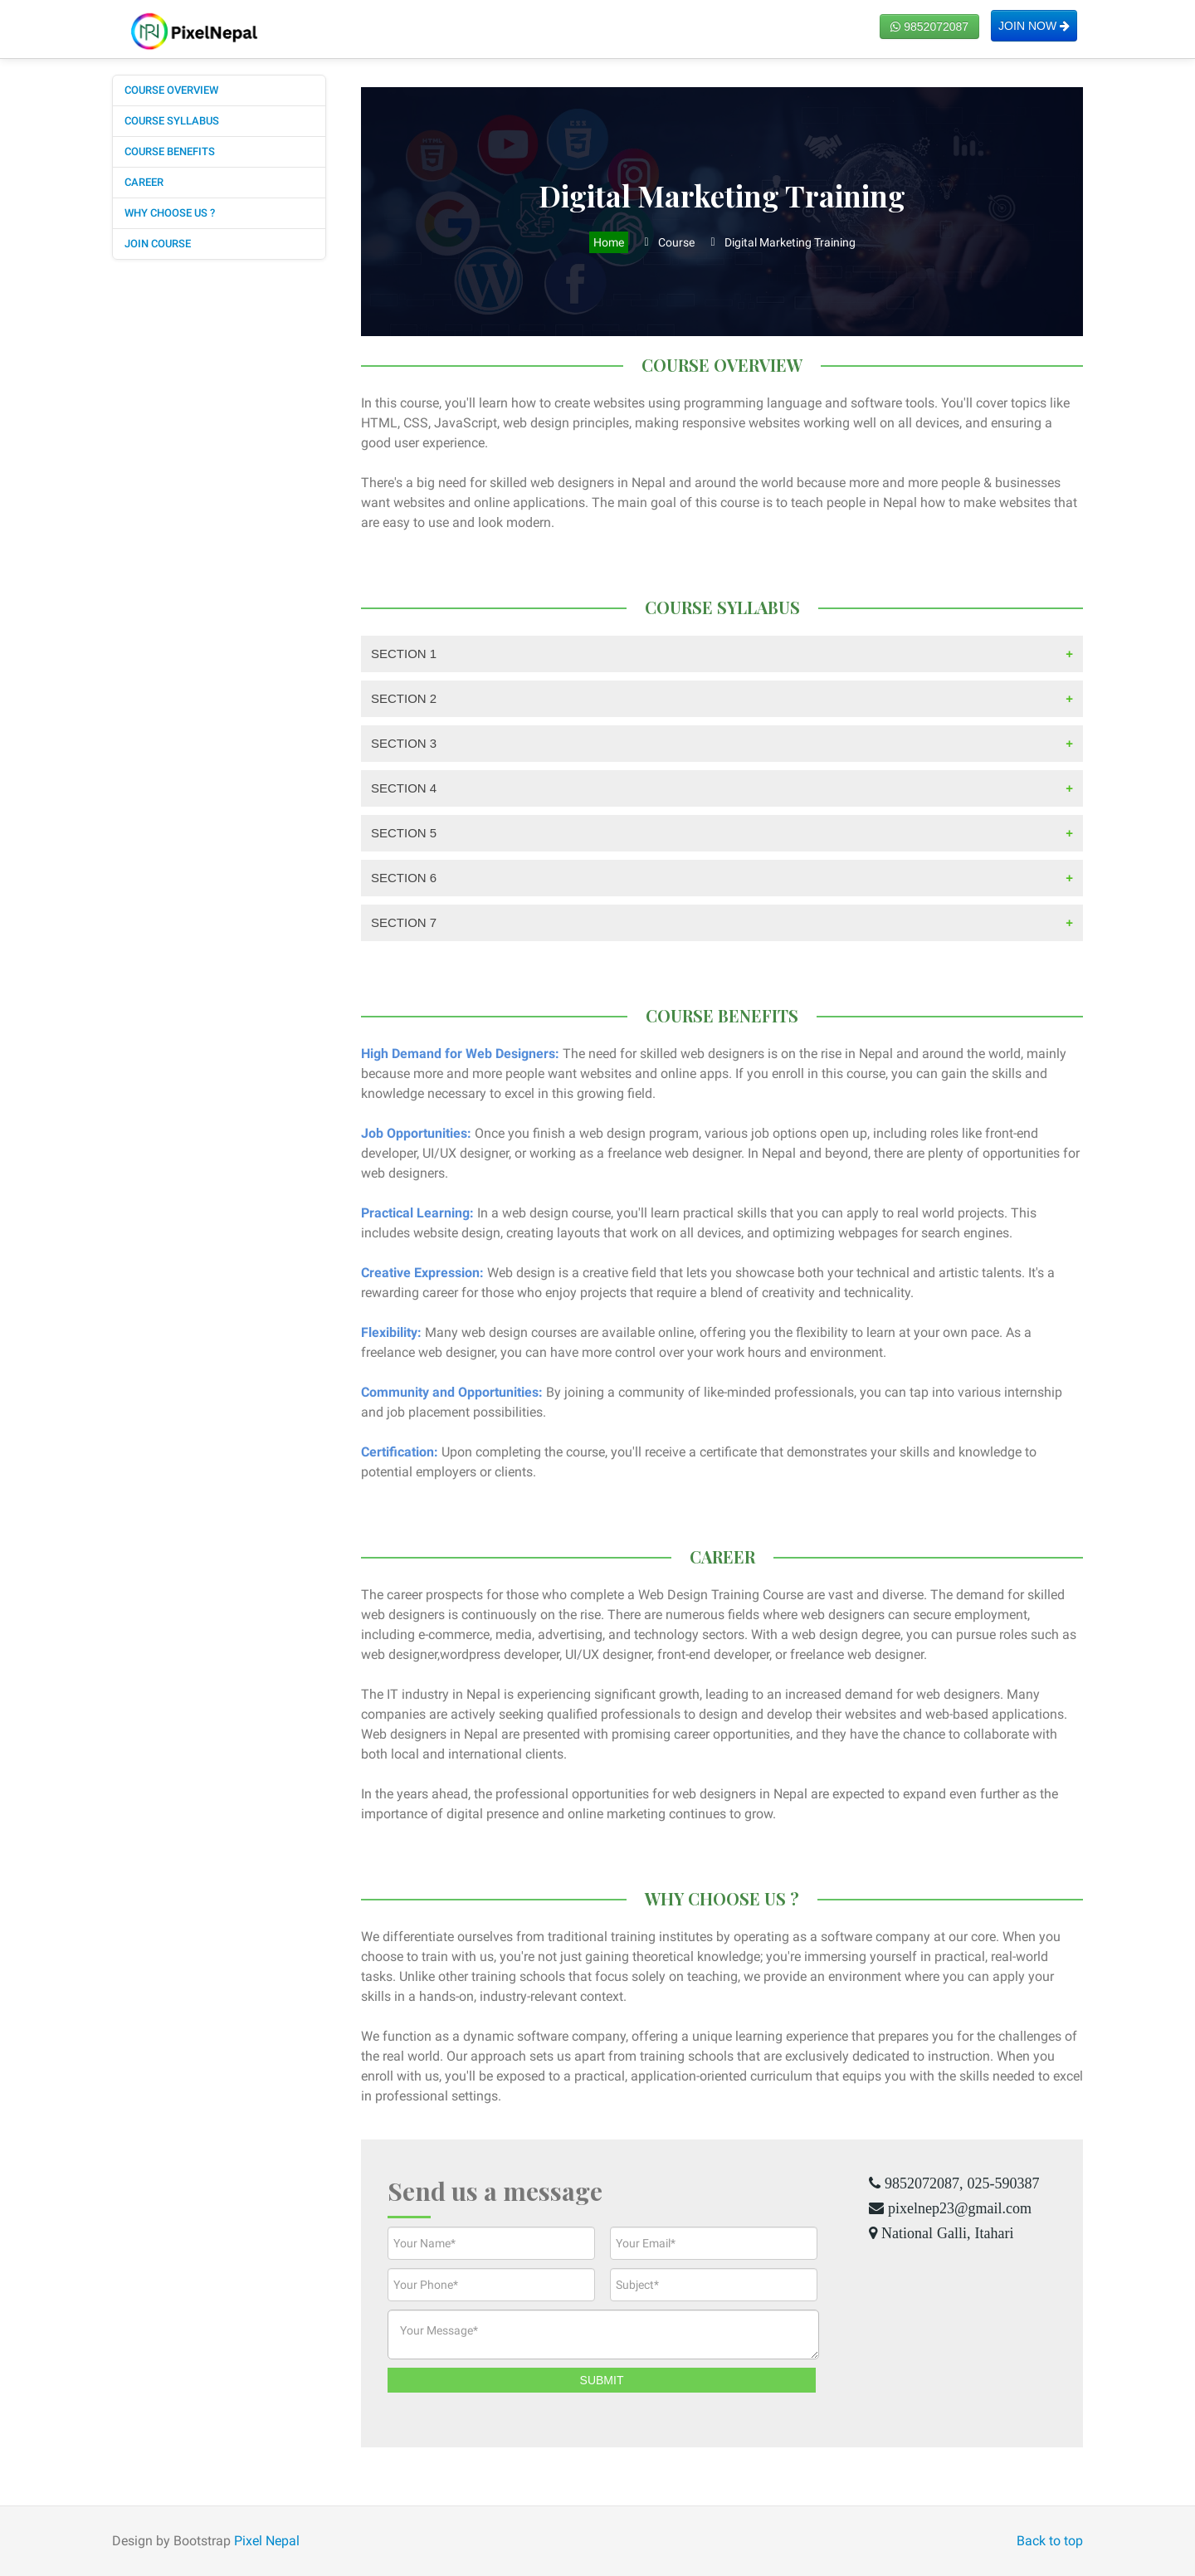 PixelNepal
9852072087
JOIN NOW
COURSE OVERVIEW
COURSE SYLLABUS
COURSE BENEFITS
CAREER
WHY CHOOSE US ?
JOIN COURSE
Digital Marketing Training
Home Course Digital Marketing Training
COURSE OVERVIEW
In this course, you'll learn how to create websites using programming language and software tools. You'll cover topics like
HTML, CSS, JavaScript, web design principles, making responsive websites working well on all devices, and ensuring a
good user experience.
There's a big need for skilled web designers in Nepal and around the world because more and more people & businesses
want websites and online applications. The main goal of this course is to teach people in Nepal how to make websites that
are easy to use and look modern.
COURSE SYLLABUS
SECTION 1 +
SECTION 2 +
SECTION 3 +
SECTION 4 +
SECTION 5 +
SECTION 6 +
SECTION 7 +
COURSE BENEFITS
High Demand for Web Designers: The need for skilled web designers is on the rise in Nepal and around the world, mainly
because more and more people want websites and online apps. If you enroll in this course, you can gain the skills and
knowledge necessary to excel in this growing field.
Job Opportunities: Once you finish a web design program, various job options open up, including roles like front-end
developer, UI/UX designer, or working as a freelance web designer. In Nepal and beyond, there are plenty of opportunities for
web designers.
Practical Learning: In a web design course, you'll learn practical skills that you can apply to real world projects. This
includes website design, creating layouts that work on all devices, and optimizing webpages for search engines.
Creative Expression: Web design is a creative field that lets you showcase both your technical and artistic talents. It's a
rewarding career for those who enjoy projects that require a blend of creativity and technicality.
Flexibility: Many web design courses are available online, offering you the flexibility to learn at your own pace. As a
freelance web designer, you can have more control over your work hours and environment.
Community and Opportunities: By joining a community of like-minded professionals, you can tap into various internship
and job placement possibilities.
Certification: Upon completing the course, you'll receive a certificate that demonstrates your skills and knowledge to
potential employers or clients.
CAREER
The career prospects for those who complete a Web Design Training Course are vast and diverse. The demand for skilled
web designers is continuously on the rise. There are numerous fields where web designers can secure employment,
including e-commerce, media, advertising, and technology sectors. With a web design degree, you can pursue roles such as
web designer,wordpress developer, UI/UX designer, front-end developer, or freelance web designer.
The IT industry in Nepal is experiencing significant growth, leading to an increased demand for web designers. Many
companies are actively seeking qualified professionals to design and develop their websites and web-based applications.
Web designers in Nepal are presented with promising career opportunities, and they have the chance to collaborate with
both local and international clients.
In the years ahead, the professional opportunities for web designers in Nepal are expected to expand even further as the
importance of digital presence and online marketing continues to grow.
WHY CHOOSE US ?
We differentiate ourselves from traditional training institutes by operating as a software company at our core. When you
choose to train with us, you're not just gaining theoretical knowledge; you're immersing yourself in practical, real-world
tasks. Unlike other training schools that focus solely on teaching, we provide an environment where you can apply your
skills in a hands-on, industry-relevant context.
We function as a dynamic software company, offering a unique learning experience that prepares you for the challenges of
the real world. Our approach sets us apart from training schools that are exclusively dedicated to instruction. When you
enroll with us, you'll be exposed to a practical, application-oriented curriculum that equips you with the skills needed to excel
in professional settings.
Send us a message
Your Name* Your Email*
Your Phone* Subject*
Your Message*
SUBMIT
9852072087, 025-590387
pixelnep23@gmail.com
National Galli, Itahari
Design by Bootstrap Pixel Nepal
Back to top